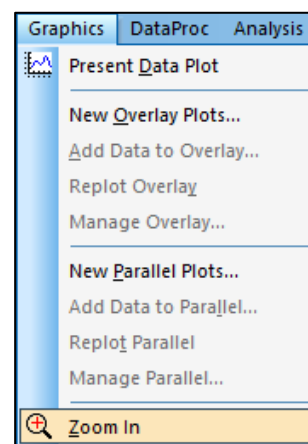 Graphics DataProc Analysis
Present Data Plot
New Overlay Plots...
Add Data to Overlay...
Replot Overlay
Manage Overlay...
New Parallel Plots...
Add Data to Parallel...
Replot Parallel
Manage Parallel...
Zoom In